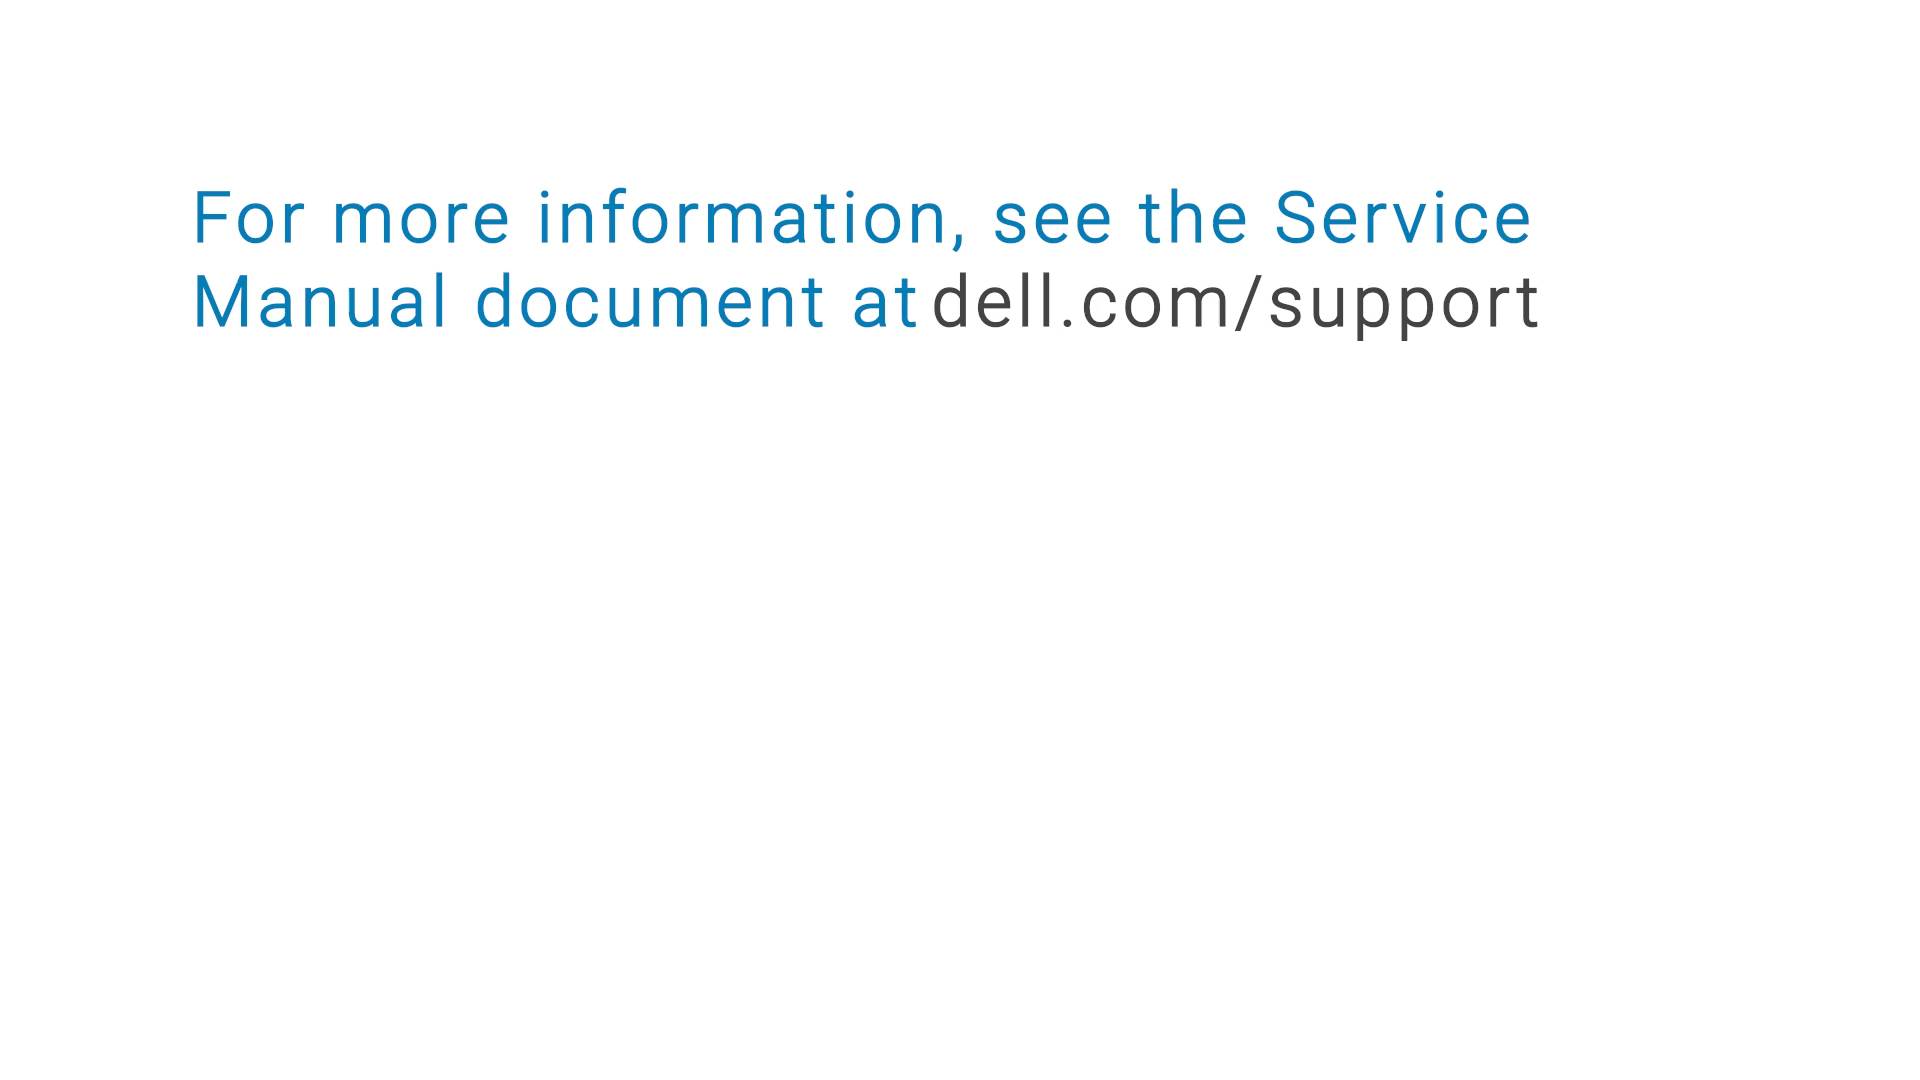 For more information, see the Service
Manual document at dell.com/support